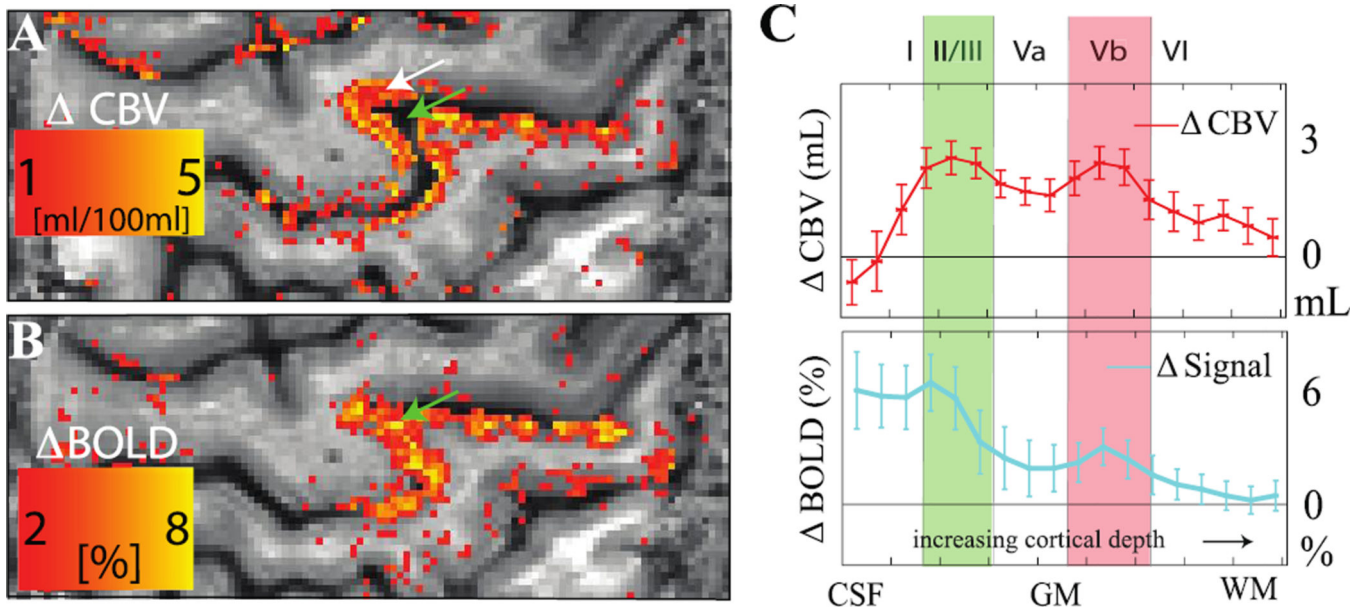 A
Δ CBV
1 5
[ml/100ml]
B
ΔBOLD
2 8
[%]
C
I II/III Va Vb VI
Δ CBV (mL)
Δ CBV
3
0
mL
Δ BOLD (%)
Δ Signal
6
0
%
increasing cortical depth →
CSF GM WM